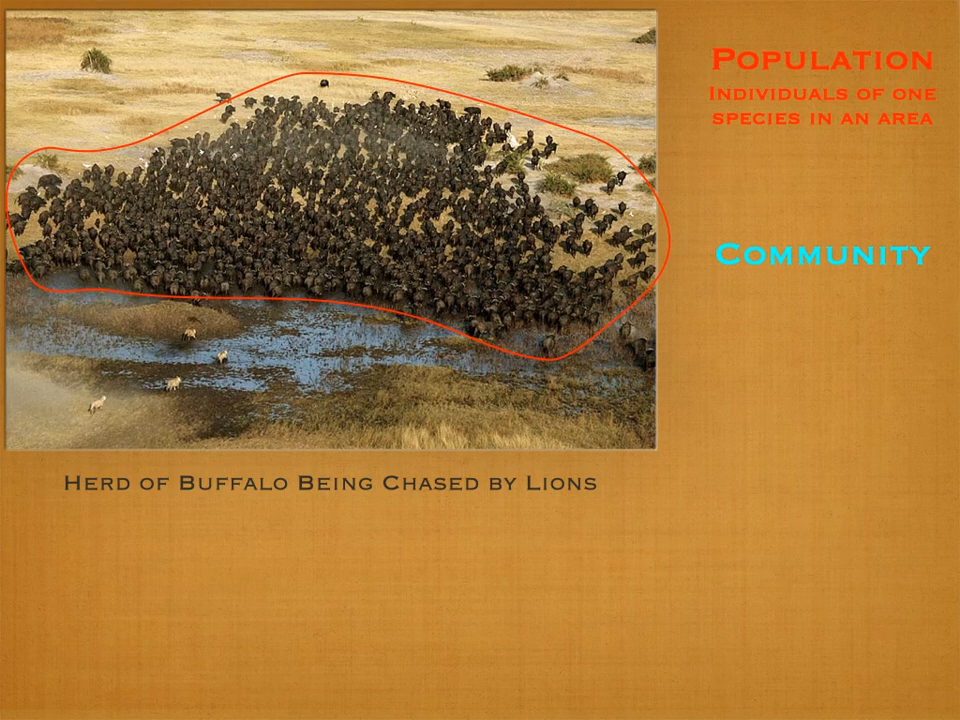 Population
Individuals of one
species in an area
Community
Herd of Buffalo Being Chased by Lions